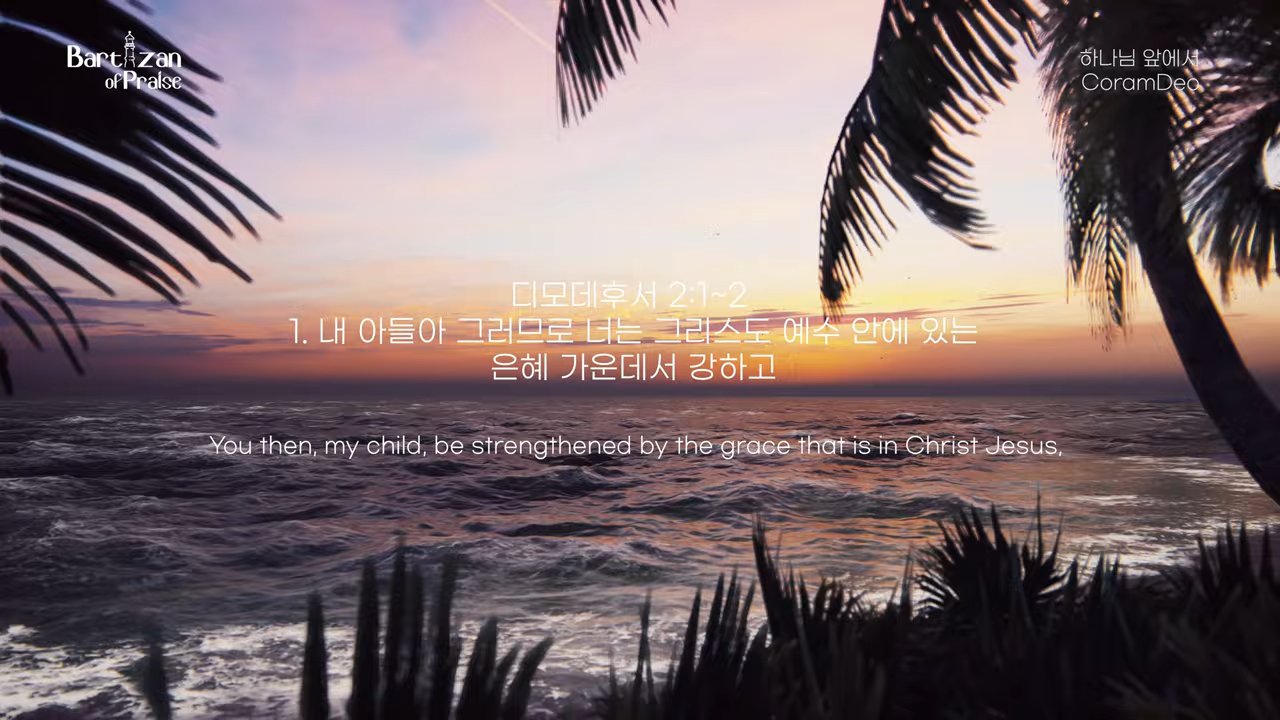 Bartizan
of Praise
하나님 앞에서
CoramDeo
디모데후서 2:1~2
1. 내 아들아 그러므로 너는 그리스도 예수 안에 있는
은혜 가운데서 강하고
You then, my child, be strengthened by the grace that is in Christ Jesus,